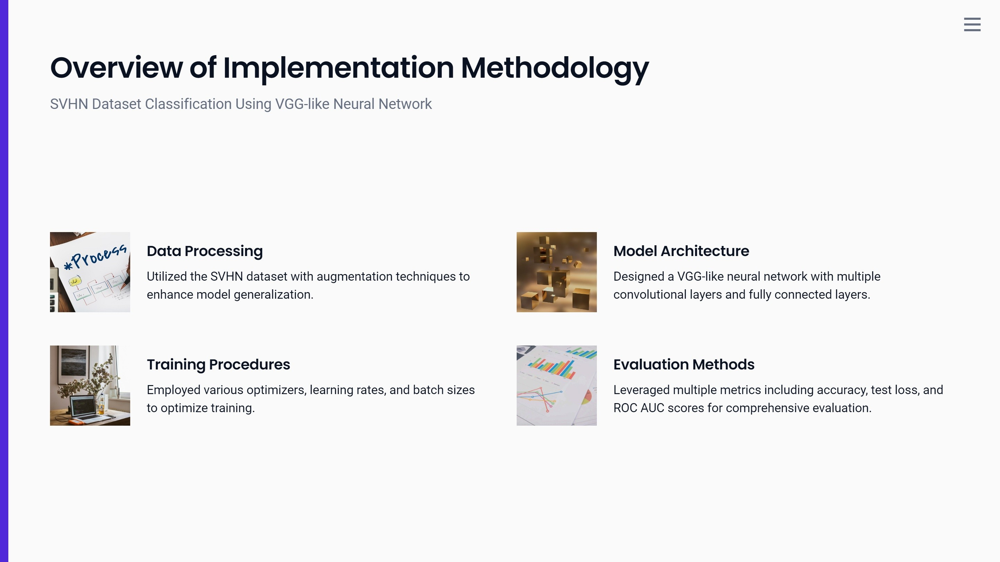 Overview of Implementation Methodology
SVHN Dataset Classification Using VGG-like Neural Network
*Process
Start
Data Processing
Utilized the SVHN dataset with augmentation techniques to
enhance model generalization.
Model Architecture
Designed a VGG-like neural network with multiple
convolutional layers and fully connected layers.
Training Procedures
Employed various optimizers, learning rates, and batch sizes
to optimize training.
Evaluation Methods
Leveraged multiple metrics including accuracy, test loss, and
ROC AUC scores for comprehensive evaluation.